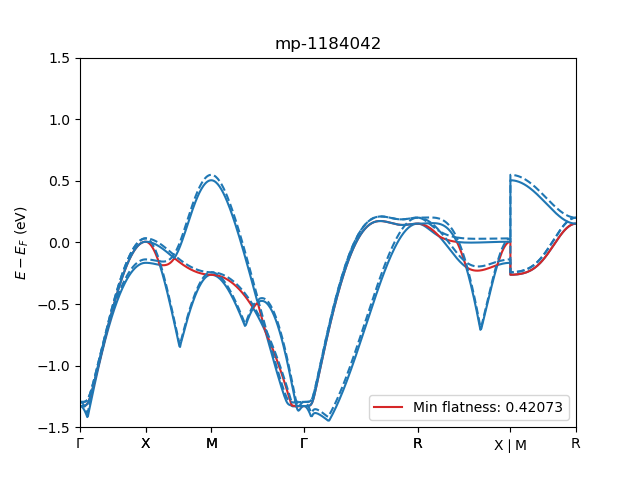 mp-1184042
E − E_F (eV)
1.5
1.0
0.5
0.0
−0.5
−1.0
−1.5
Min flatness: 0.42073
Γ X M Γ R X | M R